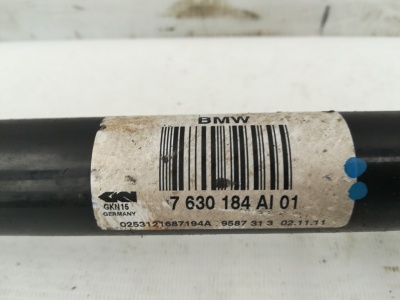 BMW
7 630 184 AI 01
GKN
GKN15
GERMANY
0253121687194A 9587 31 3 02.11.11